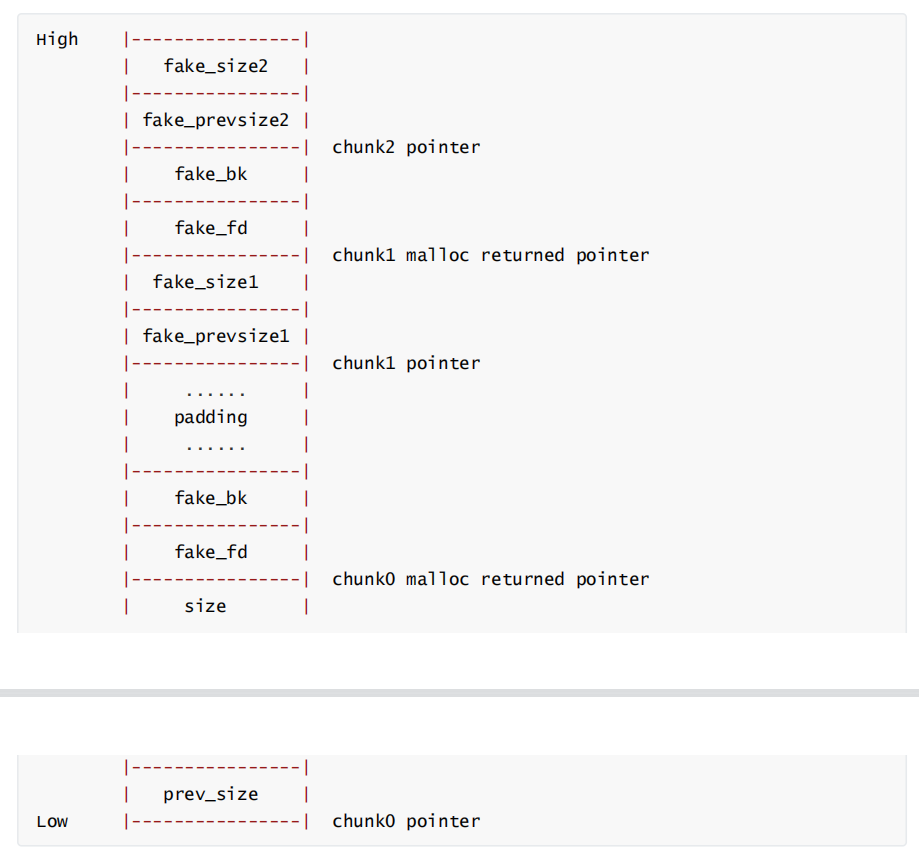 High    |----------------|
        |   fake_size2   |
        |----------------|
        | fake_prevsize2 |
        |----------------|  chunk2 pointer
        |    fake_bk     |
        |----------------|
        |    fake_fd     |
        |----------------|  chunk1 malloc returned pointer
        |  fake_size1    |
        |----------------|
        | fake_prevsize1 |
        |----------------|  chunk1 pointer
        |     ......     |
        |    padding     |
        |     ......     |
        |----------------|
        |    fake_bk     |
        |----------------|
        |    fake_fd     |
        |----------------|  chunk0 malloc returned pointer
        |     size       |
        |----------------|
        |   prev_size    |
Low     |----------------|  chunk0 pointer